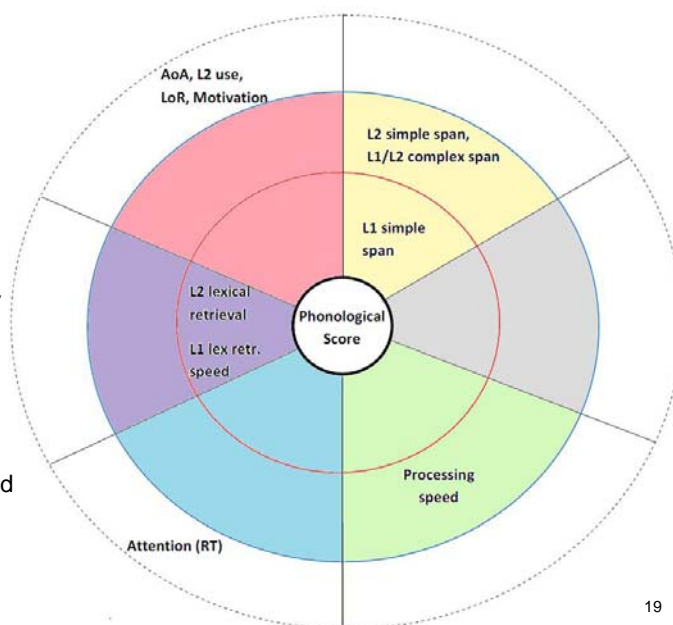 AoA, L2 use,
LoR, Motivation
L2 simple span,
L1/L2 complex span
L1 simple
span
L2 lexical
retrieval
L1 lex retr.
speed
Phonological
Score
Processing
speed
d
Attention (RT)
19